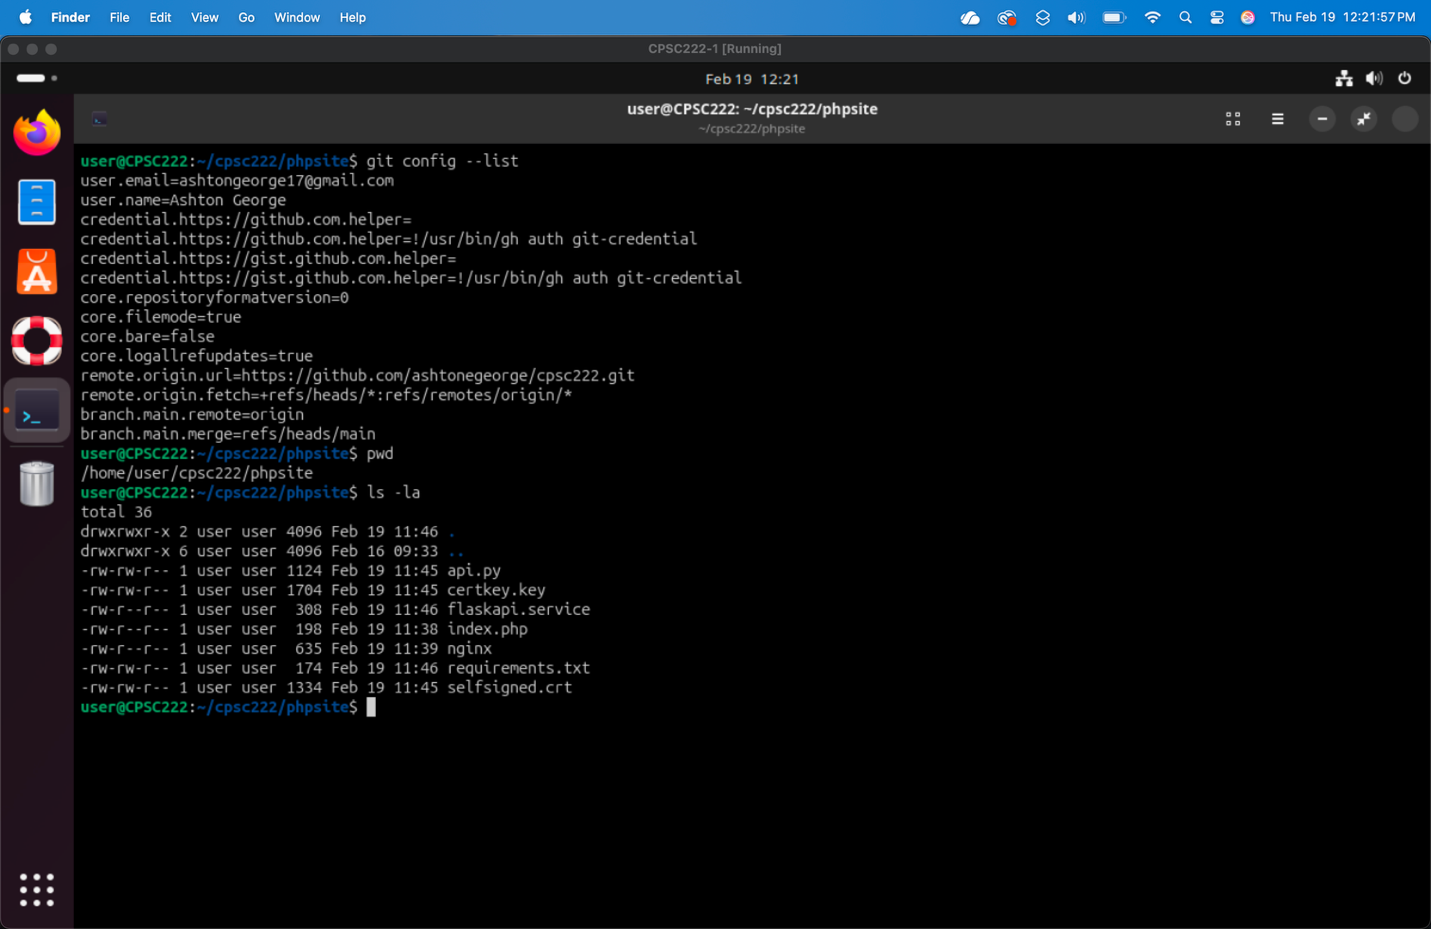 Finder File Edit View Go Window Help Thu Feb 19 12:21:57 PM
CPSC222-1 [Running]
Feb 19 12:21
user@CPSC222: ~/cpsc222/phpsite
~/cpsc222/phpsite
user@CPSC222:~/cpsc222/phpsite$ git config --list
user.email=ashtongeorge17@gmail.com
user.name=Ashton George
credential.https://github.com.helper=
credential.https://github.com.helper=!/usr/bin/gh auth git-credential
credential.https://gist.github.com.helper=
credential.https://gist.github.com.helper=!/usr/bin/gh auth git-credential
core.repositoryformatversion=0
core.filemode=true
core.bare=false
core.logallrefupdates=true
remote.origin.url=https://github.com/ashtonegeorge/cpsc222.git
remote.origin.fetch=+refs/heads/*:refs/remotes/origin/*
branch.main.remote=origin
branch.main.merge=refs/heads/main
user@CPSC222:~/cpsc222/phpsite$ pwd
/home/user/cpsc222/phpsite
user@CPSC222:~/cpsc222/phpsite$ ls -la
total 36
drwxrwxr-x 2 user user 4096 Feb 19 11:46 .
drwxrwxr-x 6 user user 4096 Feb 16 09:33 ..
-rw-rw-r-- 1 user user 1124 Feb 19 11:45 api.py
-rw-rw-r-- 1 user user 1704 Feb 19 11:45 certkey.key
-rw-r--r-- 1 user user  308 Feb 19 11:46 flaskapi.service
-rw-r--r-- 1 user user  198 Feb 19 11:38 index.php
-rw-r--r-- 1 user user  635 Feb 19 11:39 nginx
-rw-rw-r-- 1 user user  174 Feb 19 11:46 requirements.txt
-rw-rw-r-- 1 user user 1334 Feb 19 11:45 selfsigned.crt
user@CPSC222:~/cpsc222/phpsite$